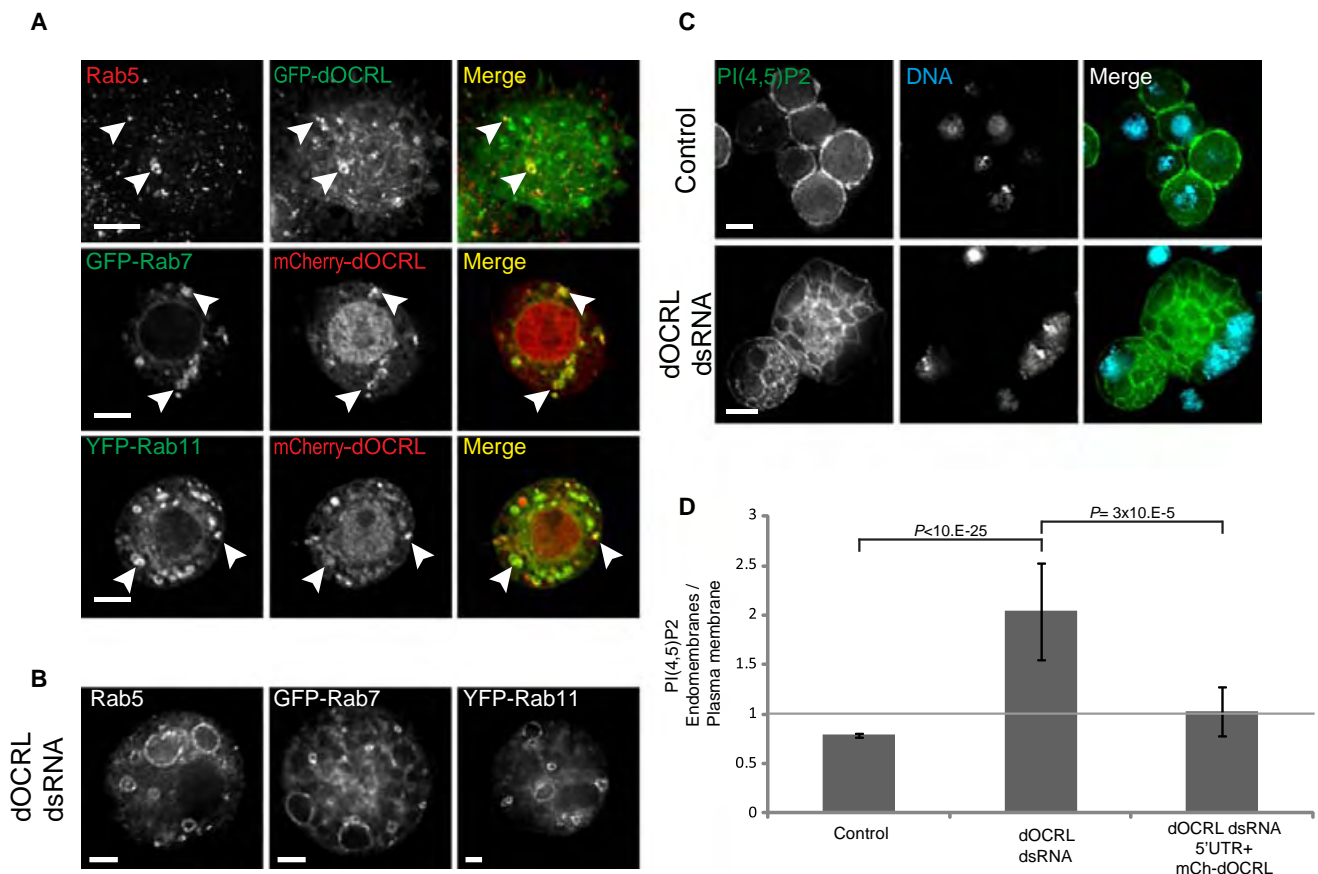 A
Rab5
GFP-dOCRL
Merge
GFP-Rab7
mCherry-dOCRL
Merge
YFP-Rab11
mCherry-dOCRL
Merge
B
dOCRL
dsRNA
Rab5
GFP-Rab7
YFP-Rab11
C
PI(4,5)P2
DNA
Merge
Control
dOCRL
dsRNA
D
PI(4,5)P2
Endomembranes /
Plasma membrane
3
2.5
2
1.5
1
0.5
0
P<10.E-25
P= 3x10.E-5
Control
dOCRL
dsRNA
dOCRL dsRNA
5'UTR+
mCh-dOCRL